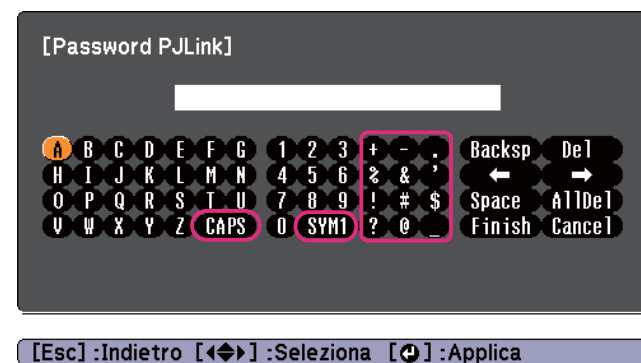 [Password PJLink]
A B C D E F G 1 2 3 + - . Backsp Del
H I J K L M N 4 5 6 % & ' ← →
O P Q R S T U 7 8 9 ! # $ Space AllDel
V W X Y Z CAPS 0 SYM1 ? @ _ Finish Cancel
[Esc] :Indietro [◀◆▶] :Seleziona [⏎] :Applica